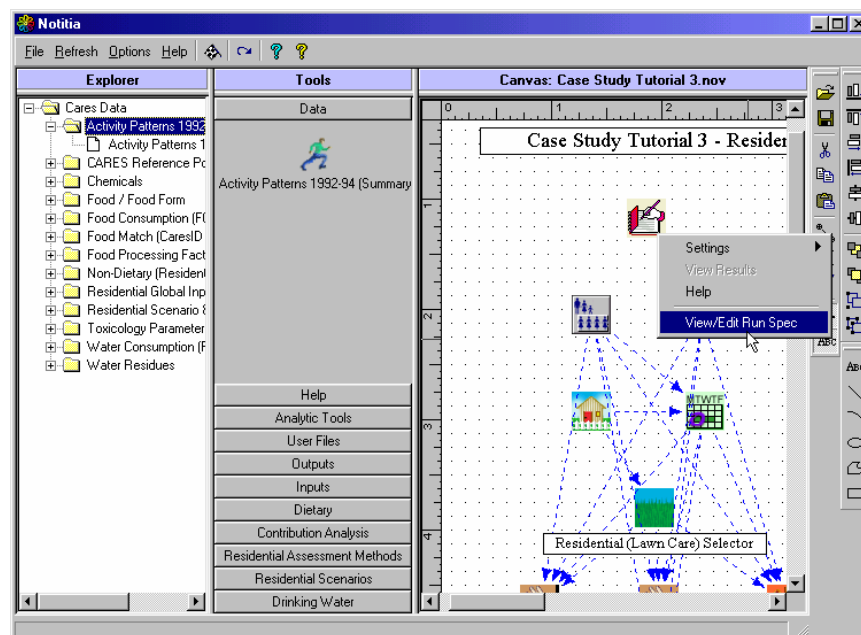 Notitia
File Refresh Options Help
Explorer
Cares Data
Activity Patterns 1992
Activity Patterns 1
CARES Reference Po
Chemicals
Food / Food Form
Food Consumption (F
Food Match (CaresID
Food Processing Fact
Non-Dietary (Resident
Residential Global Inp
Residential Scenario
Toxicology Parameter
Water Consumption (F
Water Residues
Tools
Data
Activity Patterns 1992-94 (Summary
Help
Analytic Tools
User Files
Outputs
Inputs
Dietary
Contribution Analysis
Residential Assessment Methods
Residential Scenarios
Drinking Water
Canvas: Case Study Tutorial 3.nov
0 1 2 3
Case Study Tutorial 3 - Resider
Settings
View Results
Help
View/Edit Run Spec
2
MTWTF
3
Residential (Lawn Care) Selector
4
ABC
ABC